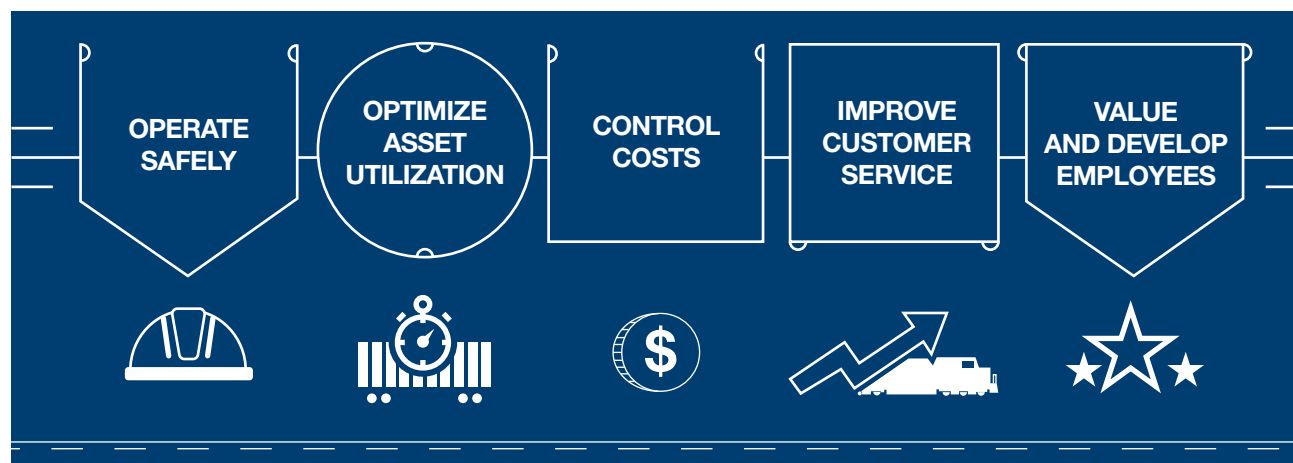 OPERATE
SAFELY
OPTIMIZE
ASSET
UTILIZATION
CONTROL
COSTS
IMPROVE
CUSTOMER
SERVICE
VALUE
AND DEVELOP
EMPLOYEES
$